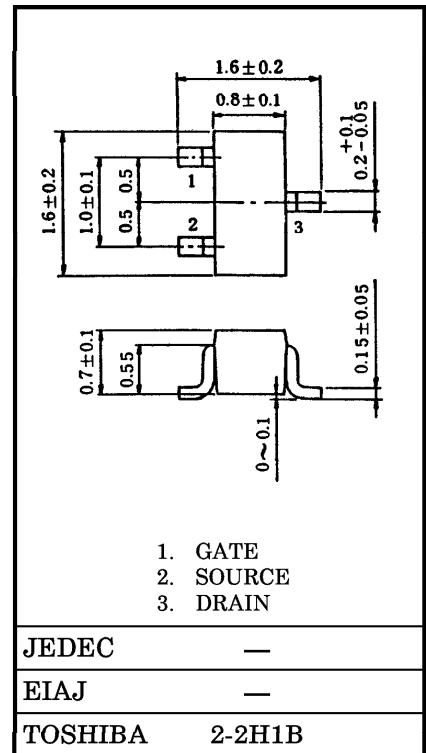 1.6±0.2
0.8±0.1
+0.1
0.2-0.05
1.6±0.2
1.0±0.1
0.5
0.5
1
2
3
0.7±0.1
0.55
0.15±0.05
0~0.1
1. GATE
2. SOURCE
3. DRAIN
JEDEC —
EIAJ —
TOSHIBA 2-2H1B